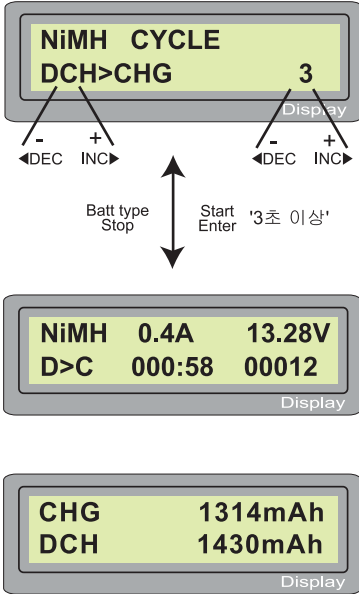 NiMH CYCLE
DCH>CHG 3
Display
- + - +
◀DEC INC▶ ◀DEC INC▶
Batt type Start '3초 이상'
Stop Enter
NiMH 0.4A 13.28V
D>C 000:58 00012
Display
CHG 1314mAh
DCH 1430mAh
Display